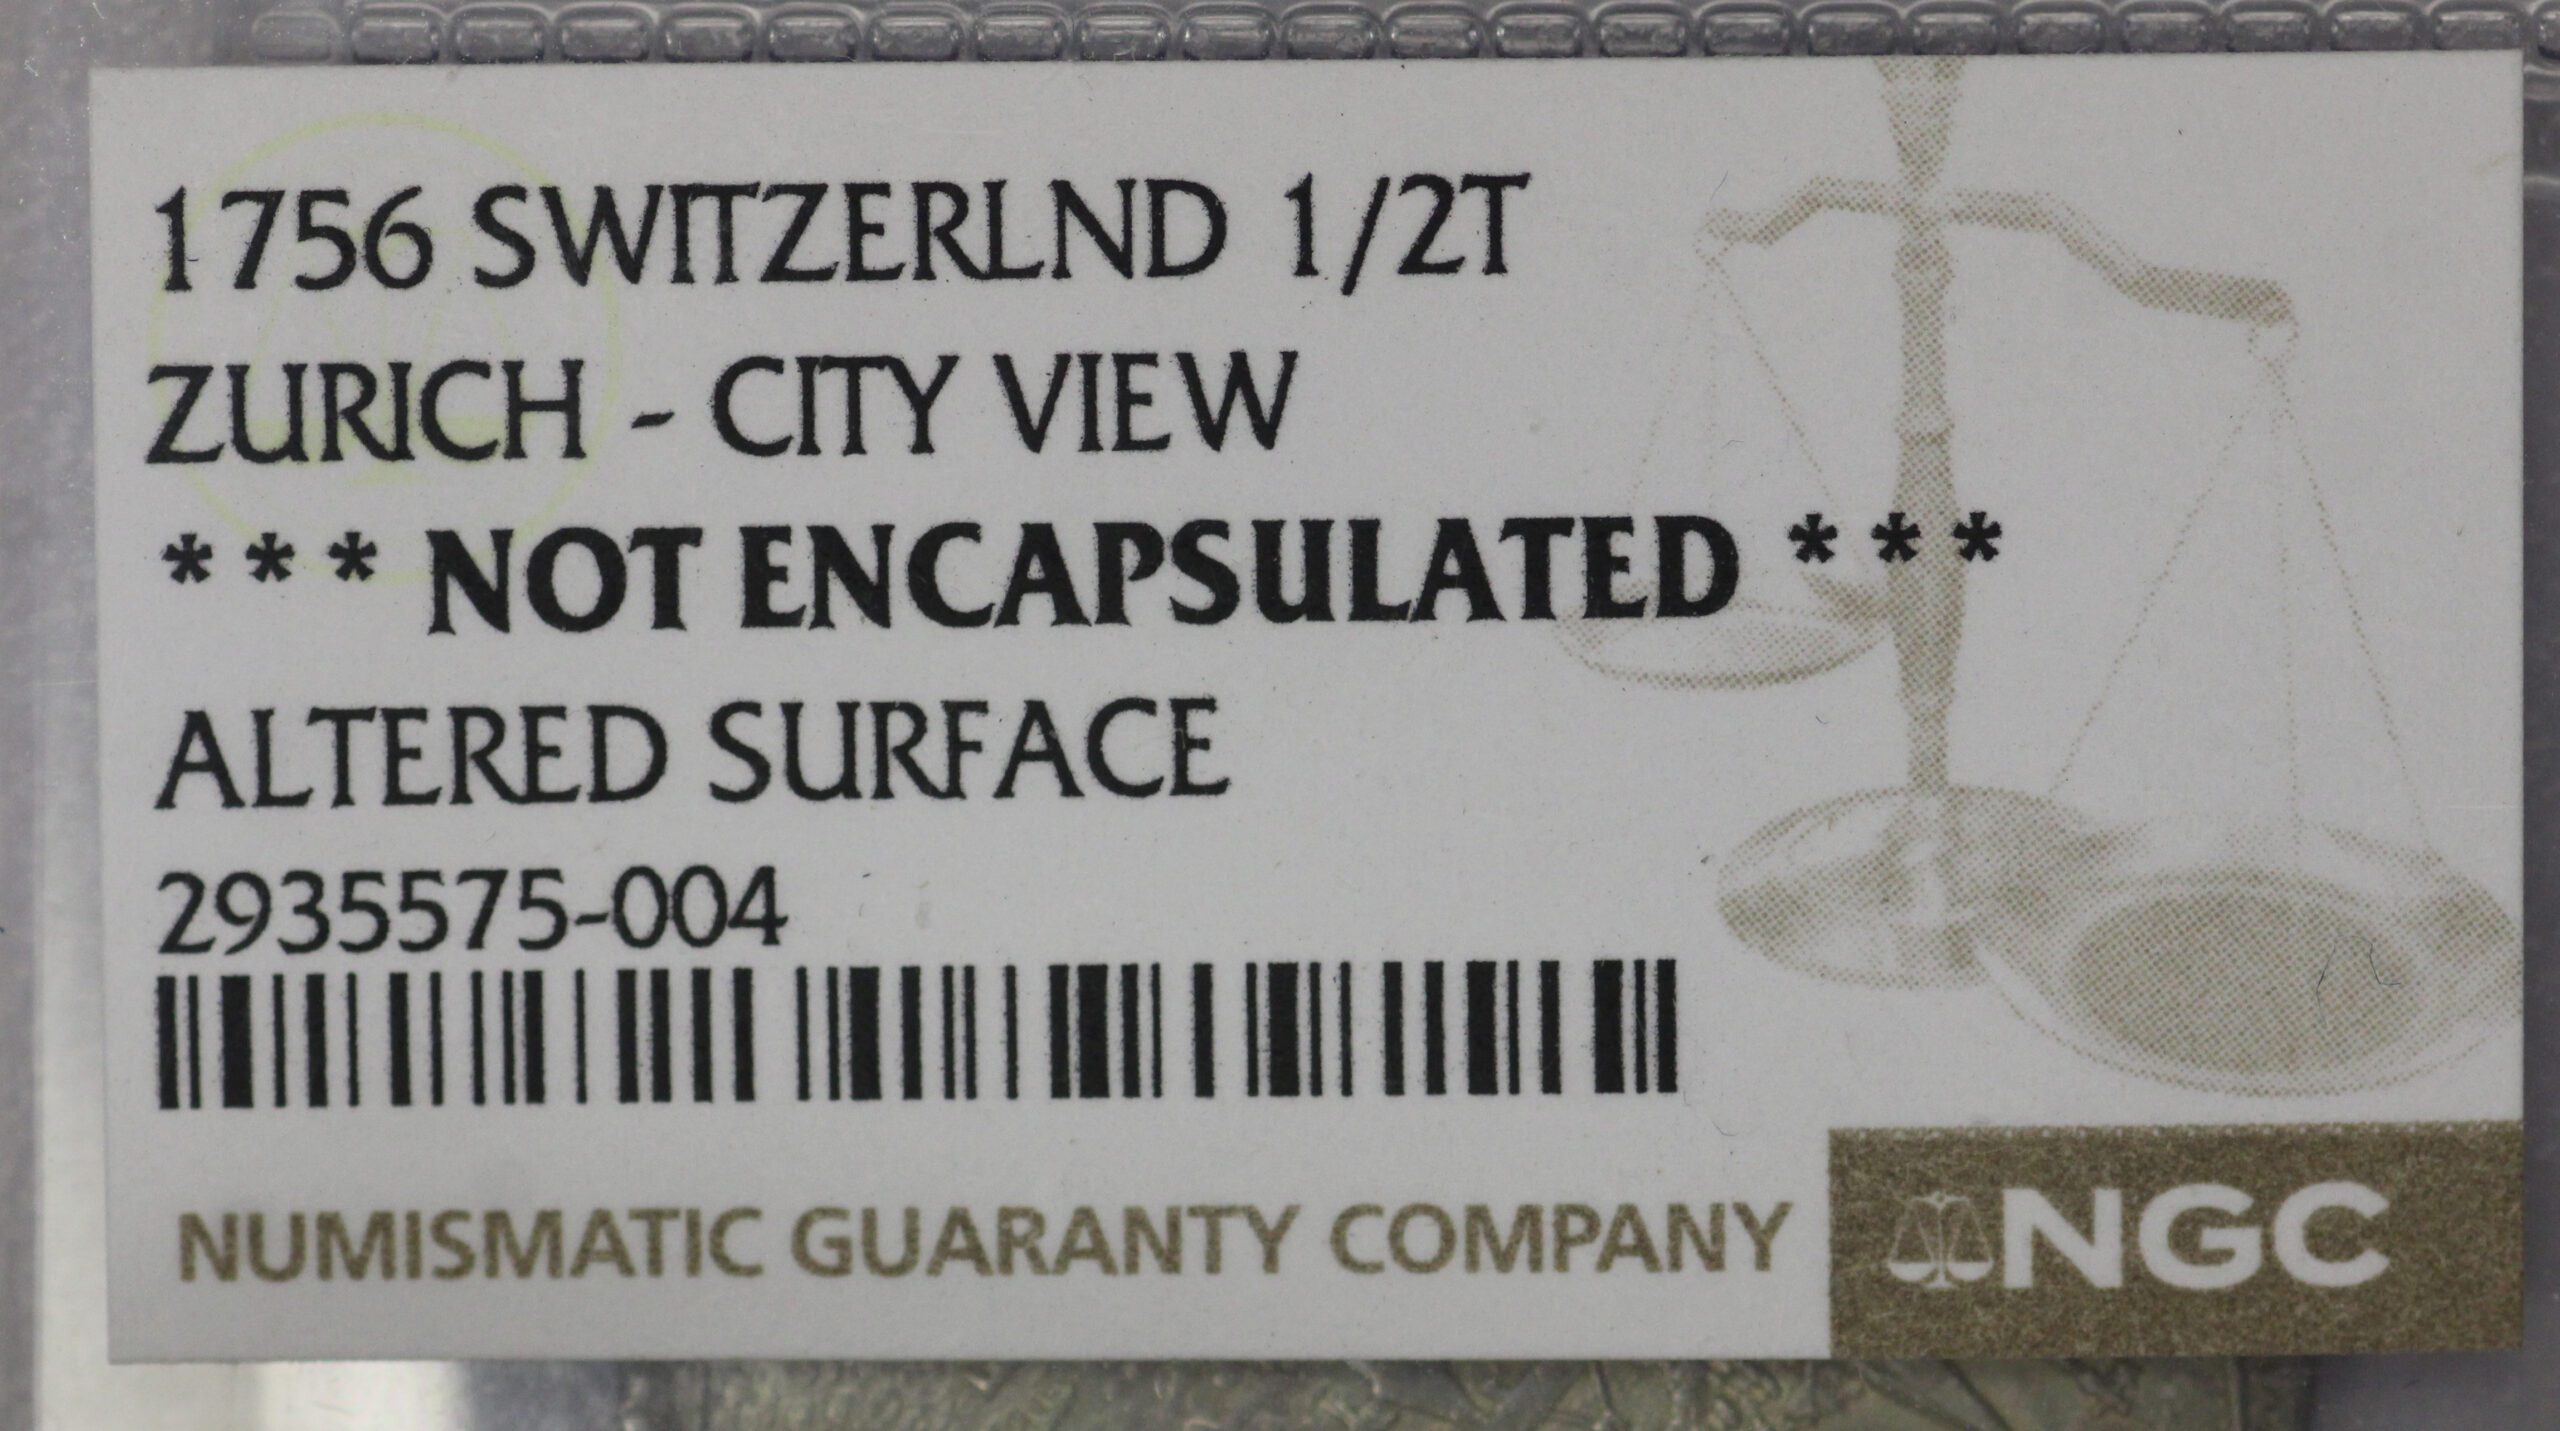 1756 SWITZERLND 1/2T
ZURICH - CITY VIEW
* * * NOT ENCAPSULATED * * *
ALTERED SURFACE
2935575-004
NUMISMATIC GUARANTY COMPANY
NGC